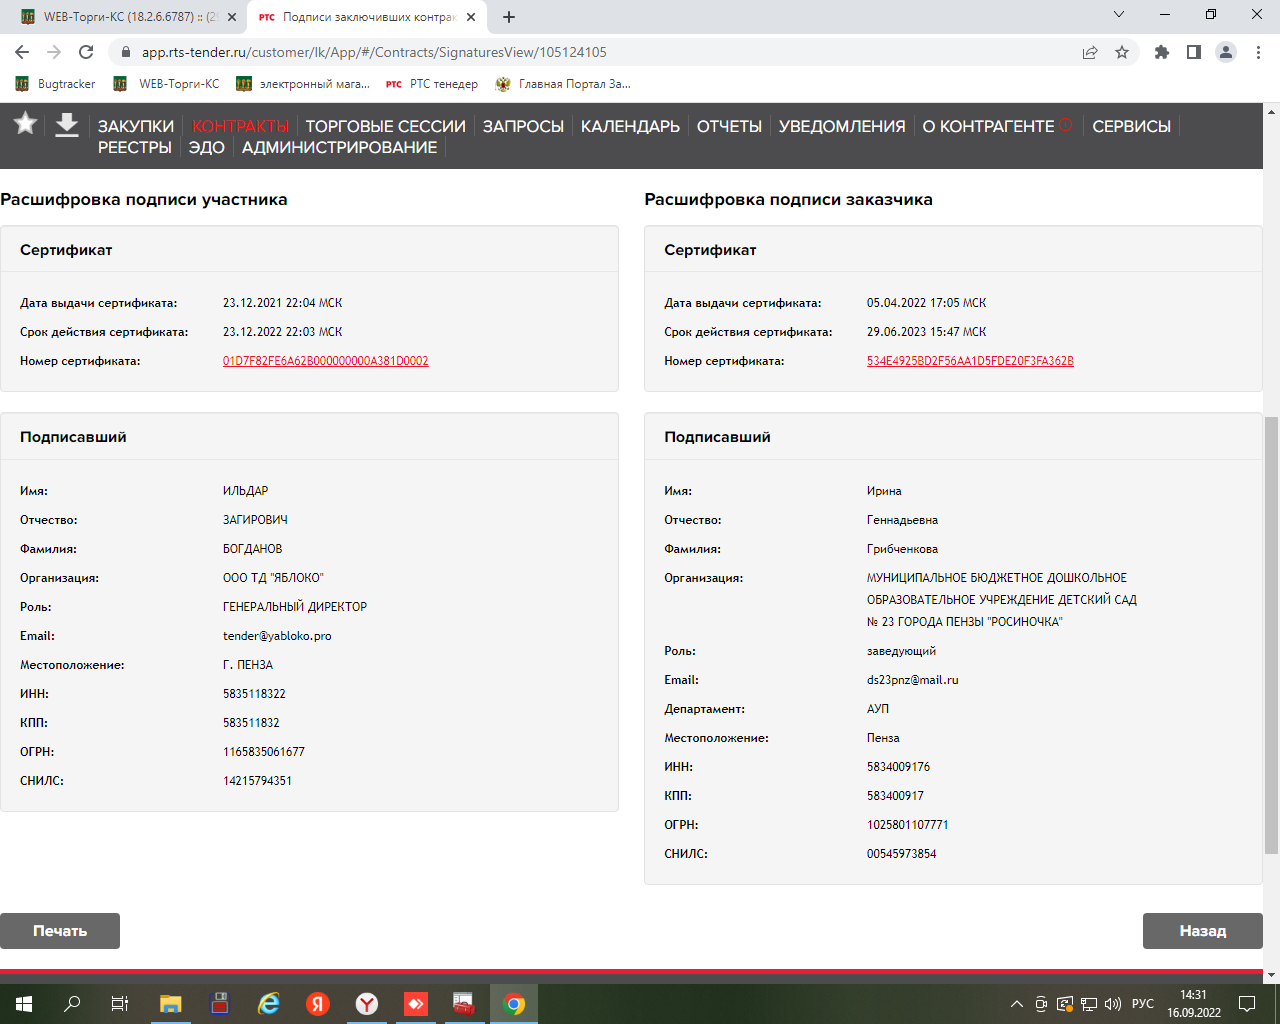 WEB-Торги-КС (18.2.6.6787) :: (2
РТС Подписи заключивших контрак
app.rts-tender.ru/customer/lk/App/#/Contracts/SignaturesView/105124105
Bugtracker WEB-Торги-КС электронный мага... РТС РТС тенедер Главная Портал За...
ЗАКУПКИ КОНТРАКТЫ ТОРГОВЫЕ СЕССИИ ЗАПРОСЫ КАЛЕНДАРЬ ОТЧЕТЫ УВЕДОМЛЕНИЯ О КОНТРАГЕНТЕ СЕРВИСЫ
РЕЕСТРЫ ЭДО АДМИНИСТРИРОВАНИЕ
Расшифровка подписи участника
Сертификат
Дата выдачи сертификата: 23.12.2021 22:04 МСК
Срок действия сертификата: 23.12.2022 22:03 МСК
Номер сертификата: 01D7F82FE6A62B000000000A381D0002
Подписавший
Имя: ИЛЬДАР
Отчество: ЗАГИРОВИЧ
Фамилия: БОГДАНОВ
Организация: ООО ТД "ЯБЛОКО"
Роль: ГЕНЕРАЛЬНЫЙ ДИРЕКТОР
Email: tender@yabloko.pro
Местоположение: Г. ПЕНЗА
ИНН: 5835118322
КПП: 583511832
ОГРН: 1165835061677
СНИЛС: 14215794351
Расшифровка подписи заказчика
Сертификат
Дата выдачи сертификата: 05.04.2022 17:05 МСК
Срок действия сертификата: 29.06.2023 15:47 МСК
Номер сертификата: 534E4925BD2F56AA1D5FDE20F3FA362B
Подписавший
Имя: Ирина
Отчество: Геннадьевна
Фамилия: Грибченкова
Организация: МУНИЦИПАЛЬНОЕ БЮДЖЕТНОЕ ДОШКОЛЬНОЕ
ОБРАЗОВАТЕЛЬНОЕ УЧРЕЖДЕНИЕ ДЕТСКИЙ САД
№ 23 ГОРОДА ПЕНЗЫ "РОСИНОЧКА"
Роль: заведующий
Email: ds23pnz@mail.ru
Департамент: АУП
Местоположение: Пенза
ИНН: 5834009176
КПП: 583400917
ОГРН: 1025801107771
СНИЛС: 00545973854
Печать
Назад
РУС
14:31
16.09.2022